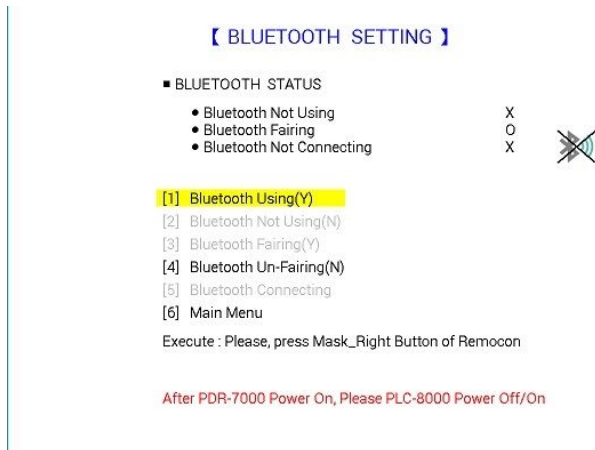 【 BLUETOOTH SETTING 】
■ BLUETOOTH STATUS
● Bluetooth Not Using X
● Bluetooth Fairing O
● Bluetooth Not Connecting X
[1] Bluetooth Using(Y)
[2] Bluetooth Not Using(N)
[3] Bluetooth Fairing(Y)
[4] Bluetooth Un-Fairing(N)
[5] Bluetooth Connecting
[6] Main Menu
Execute : Please, press Mask_Right Button of Remocon
After PDR-7000 Power On, Please PLC-8000 Power Off/On